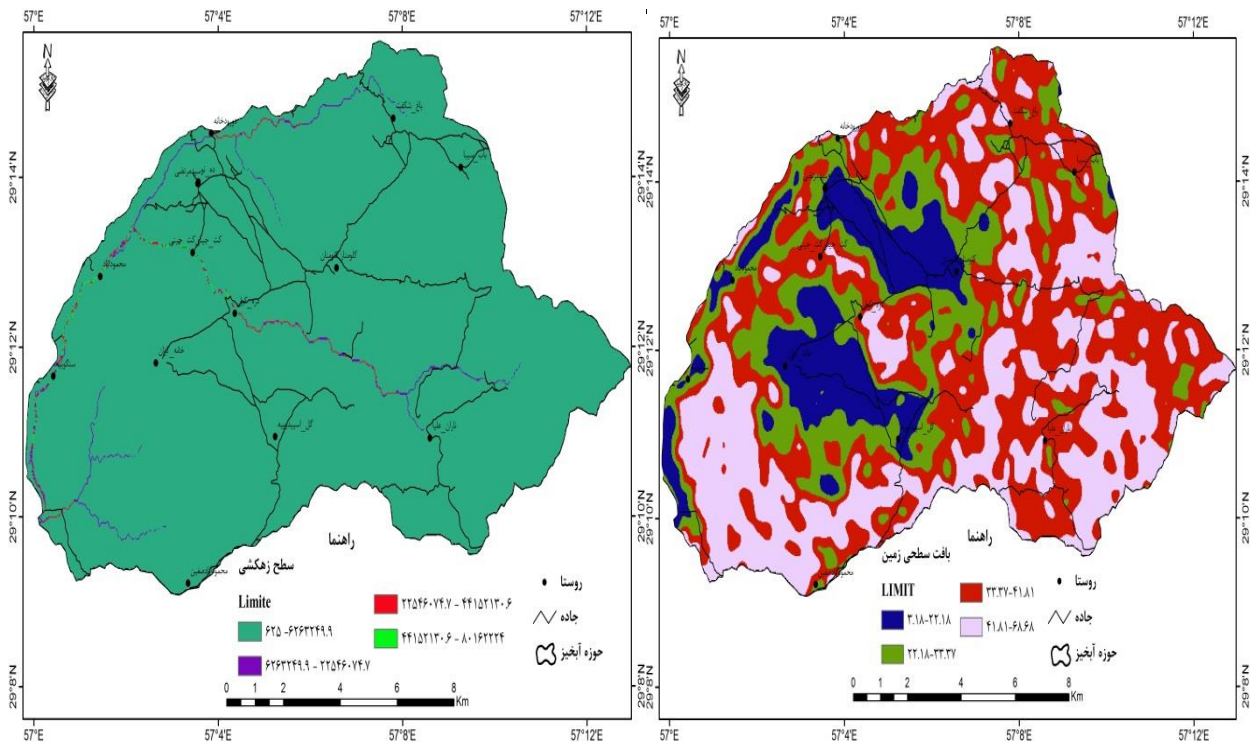 57°E
57°4'E
57°8'E
57°12'E
N
29°14'N
29°12'N
29°10'N
29°8'N
باغ_شگفت
رودخانه
محمودآباد
راهنما
سطح زهکشی
Limite
۶۲۵ -۶۲۶۳۲۴۹.۹
۶۲۶۳۲۴۹.۹ - ۲۲۵۴۶۰۷۴.۷
۲۲۵۴۶۰۷۴.۷ - ۴۴۱۵۲۱۳۰.۶
۴۴۱۵۲۱۳۰.۶ - ۸۰۱۶۲۲۲۴
روستا
جاده
حوزه آبخیز
0 1 2 4 6 8
Km
57°E
57°4'E
57°8'E
57°12'E
N
29°14'N
29°12'N
29°10'N
29°8'N
راهنما
بافت سطحی زمین
LIMIT
۳.۱۸-۲۲.۱۸
۲۲.۱۸-۳۳.۳۷
۳۳.۳۷-۴۱.۸۱
۴۱.۸۱-۶۸.۶۸
روستا
جاده
حوزه آبخیز
0 1 2 4 6 8
Km